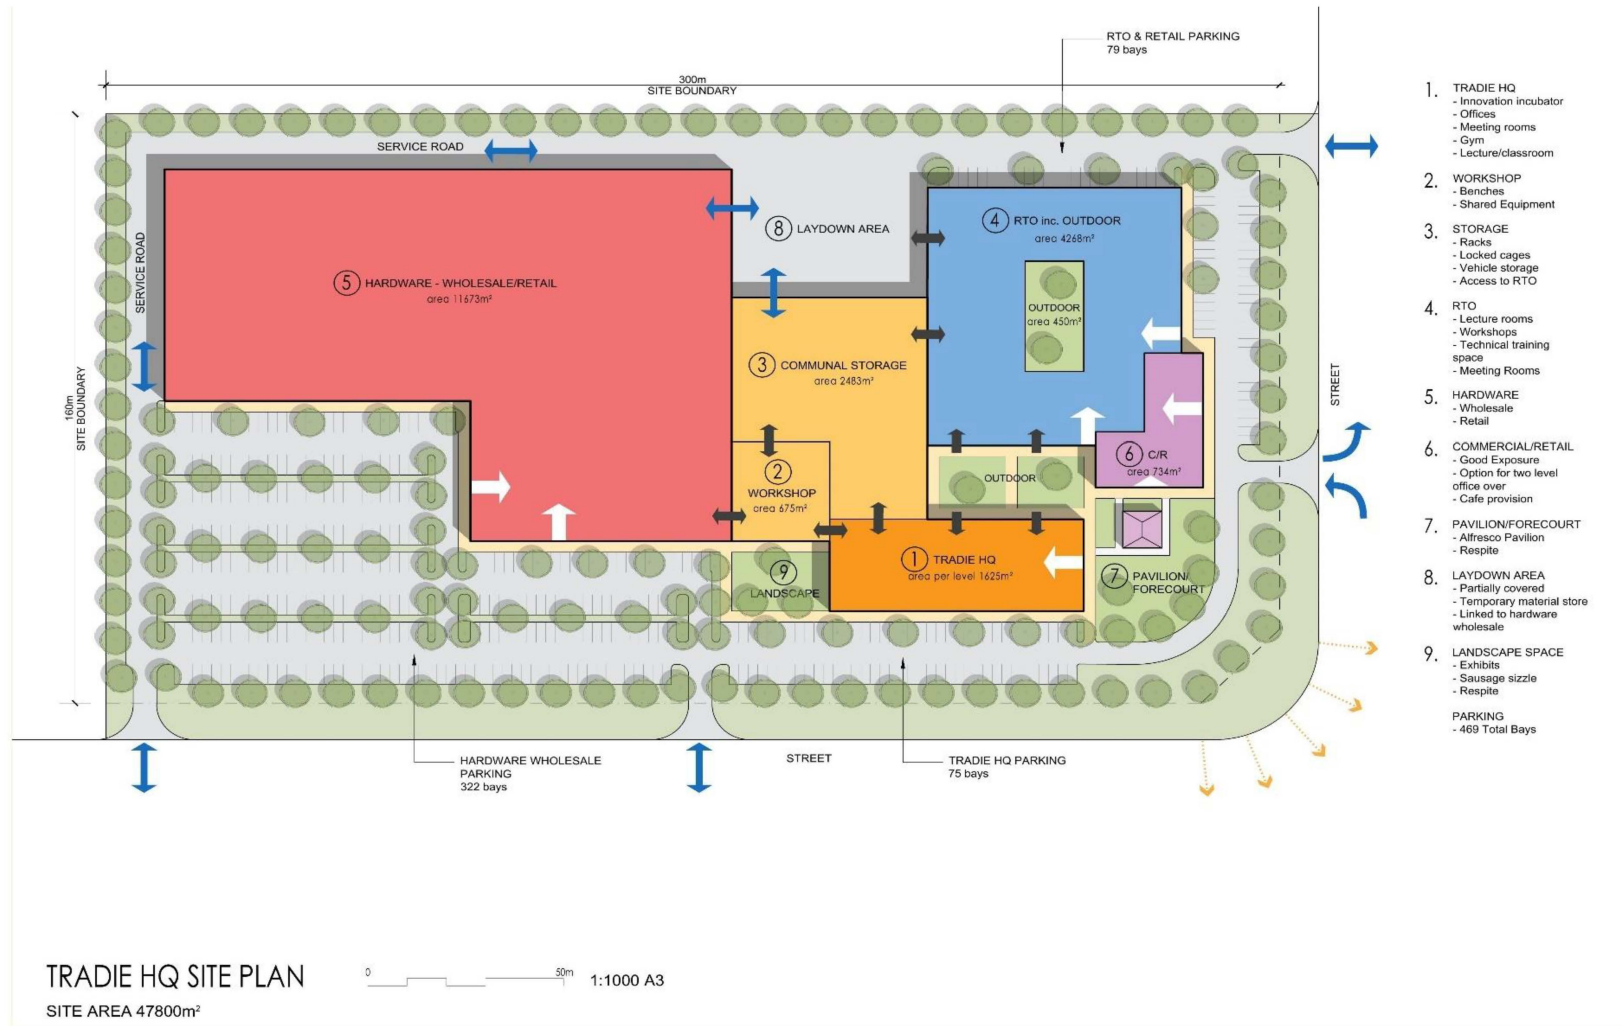 RTO & RETAIL PARKING
79 bays
300m
SITE BOUNDARY
SERVICE ROAD
SERVICE ROAD
160m
SITE BOUNDARY
5 HARDWARE - WHOLESALE/RETAIL
area 11673m²
8 LAYDOWN AREA
4 RTO inc. OUTDOOR
area 4268m²
OUTDOOR
area 450m²
3 COMMUNAL STORAGE
area 2483m²
STREET
6 C/R
area 734m²
2
WORKSHOP
area 675m²
OUTDOOR
1 TRADIE HQ
area per level 1625m²
9
LANDSCAPE
7 PAVILION/
FORECOURT
HARDWARE WHOLESALE
PARKING
322 bays
STREET
TRADIE HQ PARKING
75 bays
1. TRADIE HQ
- Innovation incubator
- Offices
- Meeting rooms
- Gym
- Lecture/classroom
2. WORKSHOP
- Benches
- Shared Equipment
3. STORAGE
- Racks
- Locked cages
- Vehicle storage
- Access to RTO
4. RTO
- Lecture rooms
- Workshops
- Technical training
space
- Meeting Rooms
5. HARDWARE
- Wholesale
- Retail
6. COMMERCIAL/RETAIL
- Good Exposure
- Option for two level
office over
- Cafe provision
7. PAVILION/FORECOURT
- Alfresco Pavilion
- Respite
8. LAYDOWN AREA
- Partially covered
- Temporary material store
- Linked to hardware
wholesale
9. LANDSCAPE SPACE
- Exhibits
- Sausage sizzle
- Respite
PARKING
- 469 Total Bays
TRADIE HQ SITE PLAN
0 50m
1:1000 A3
SITE AREA 47800m²